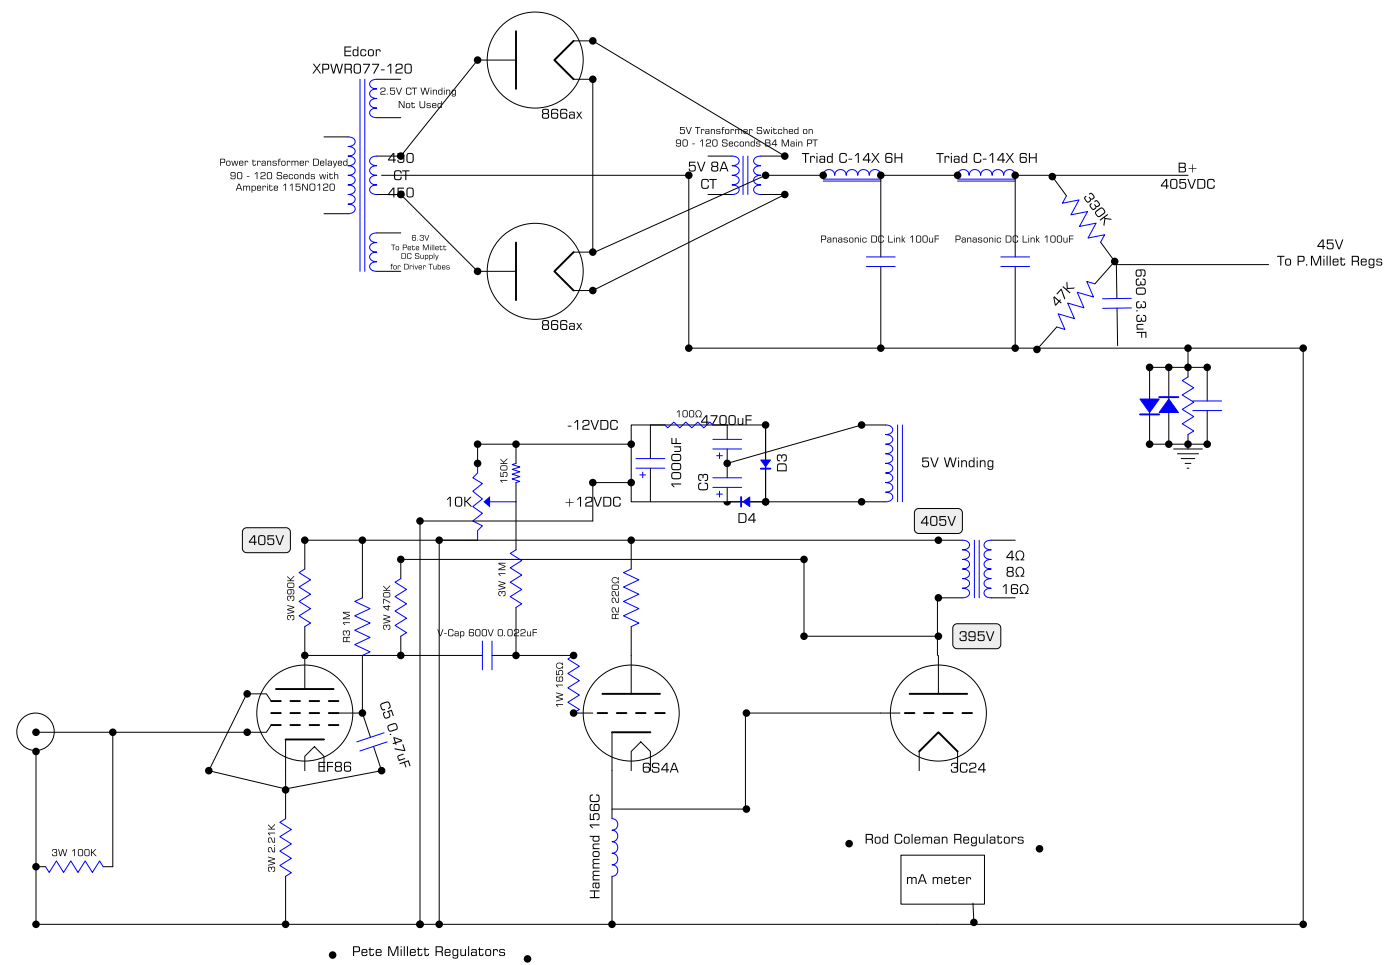 Edcor
XPWR077-120
2.5V CT Winding
Not Used
866ax
5V Transformer Switched on
90 - 120 Seconds B4 Main PT
Power transformer Delayed
90 - 120 Seconds with
Amperite 115NO120
450
CT
450
5V 8A
CT
Triad C-14X 6H
Triad C-14X 6H
B+
405VDC
330K
6.3V
To Pete Millett
DC Supply
for Driver Tubes
Panasonic DC Link 100uF
Panasonic DC Link 100uF
45V
To P.Millet Regs
47K
630 3.3uF
866ax
-12VDC
100Ω
4700uF
150K
1000uF
C3
D3
5V Winding
10K
+12VDC
D4
405V
405V
4Ω
8Ω
16Ω
3W 390K
R3 1M
3W 470K
3W 1M
R2 220Ω
V-Cap 600V 0.022uF
395V
1W 165Ω
C5 0.47uF
EF86
6S4A
3C24
Hammond 156C
3W 2.21K
3W 100K
Rod Coleman Regulators
mA meter
Pete Millett Regulators